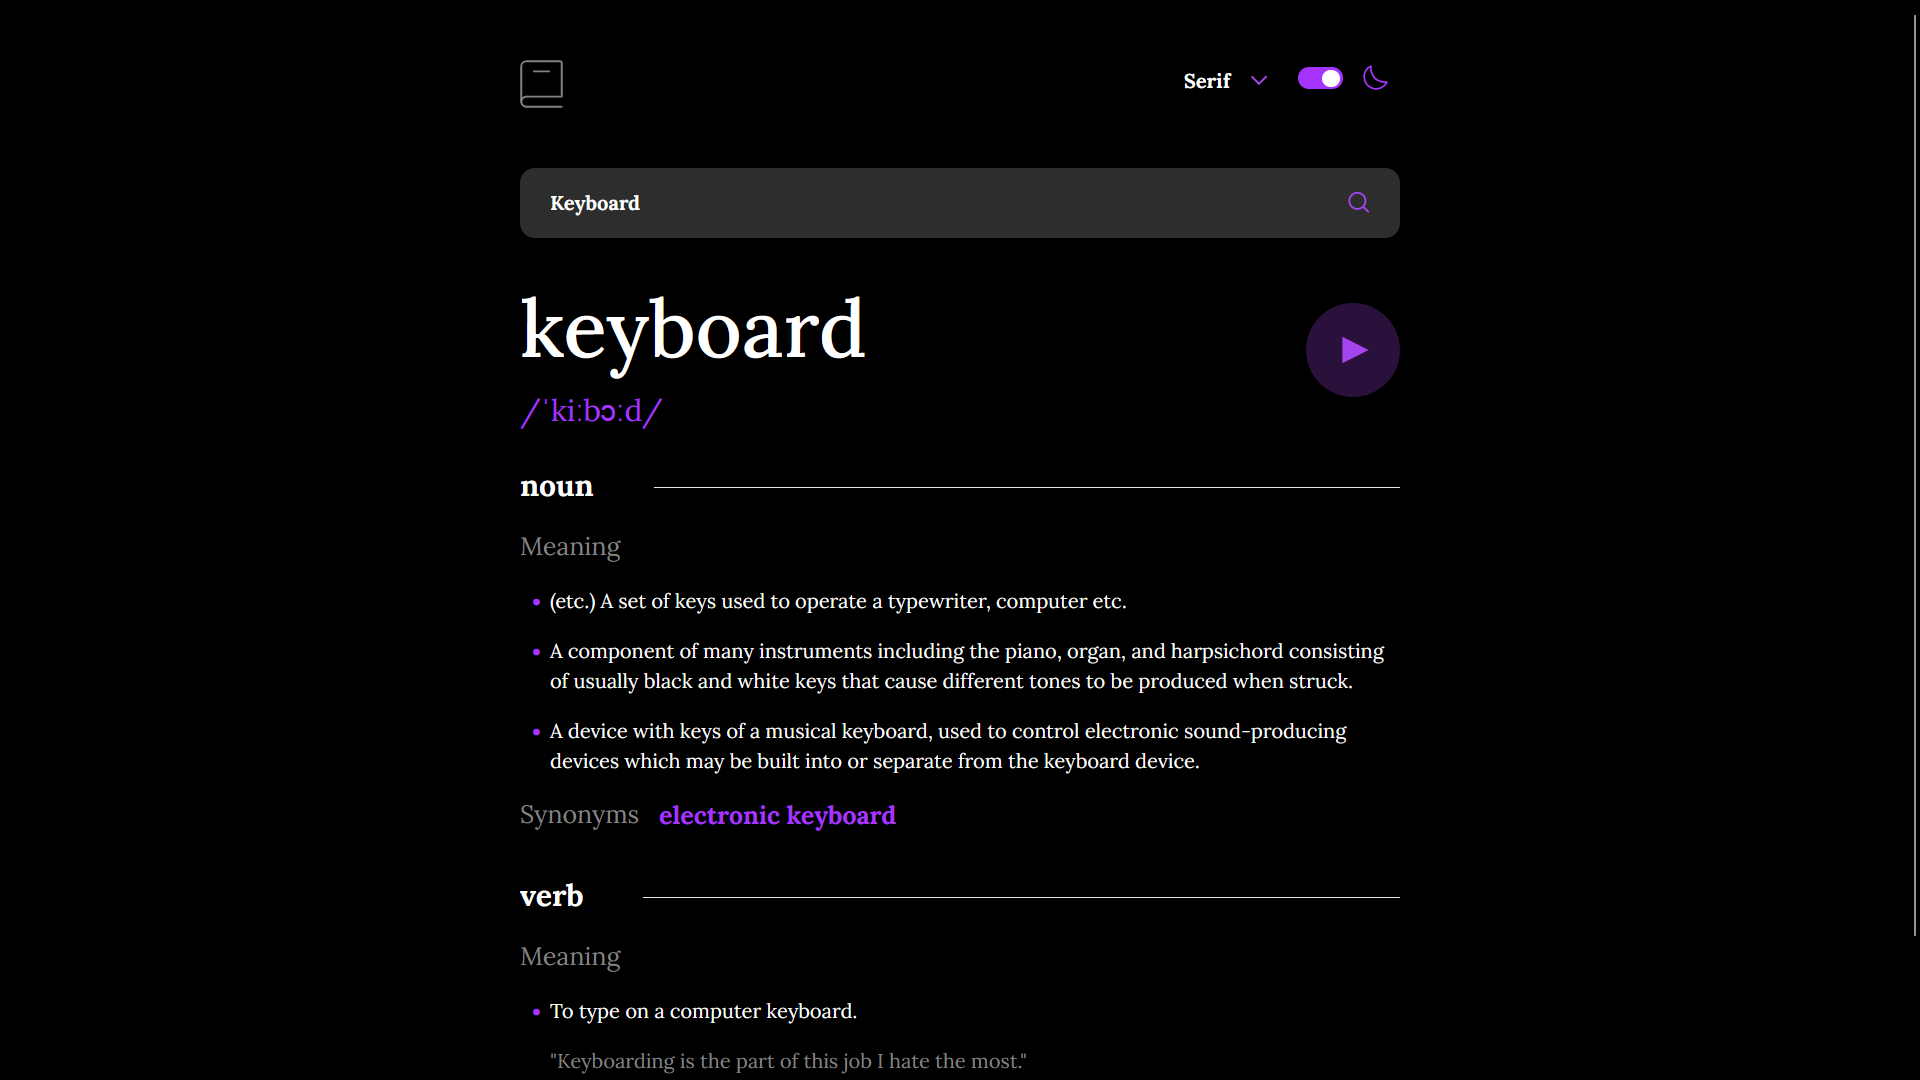 Serif
Keyboard
keyboard
/ˈkiːbɔːd/
noun
Meaning
(etc.) A set of keys used to operate a typewriter, computer etc.
A component of many instruments including the piano, organ, and harpsichord consisting
of usually black and white keys that cause different tones to be produced when struck.
A device with keys of a musical keyboard, used to control electronic sound-producing
devices which may be built into or separate from the keyboard device.
Synonyms electronic keyboard
verb
Meaning
To type on a computer keyboard.
"Keyboarding is the part of this job I hate the most."